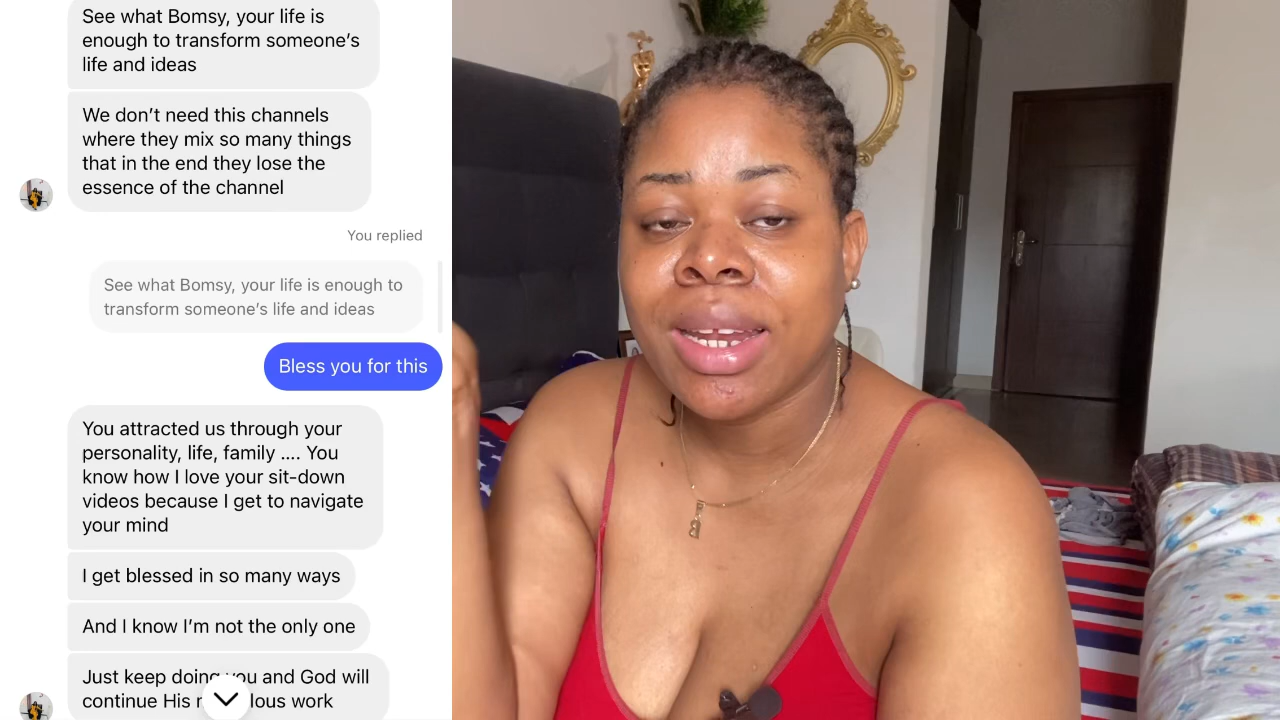 See what Bomsy, your life is
enough to transform someone's
life and ideas
We don't need this channels
where they mix so many things
that in the end they lose the
essence of the channel
You replied
See what Bomsy, your life is enough to
transform someone's life and ideas
Bless you for this
You attracted us through your
personality, life, family .... You
know how I love your sit-down
videos because I get to navigate
your mind
I get blessed in so many ways
And I know I'm not the only one
Just keep doing you and God will
continue His work